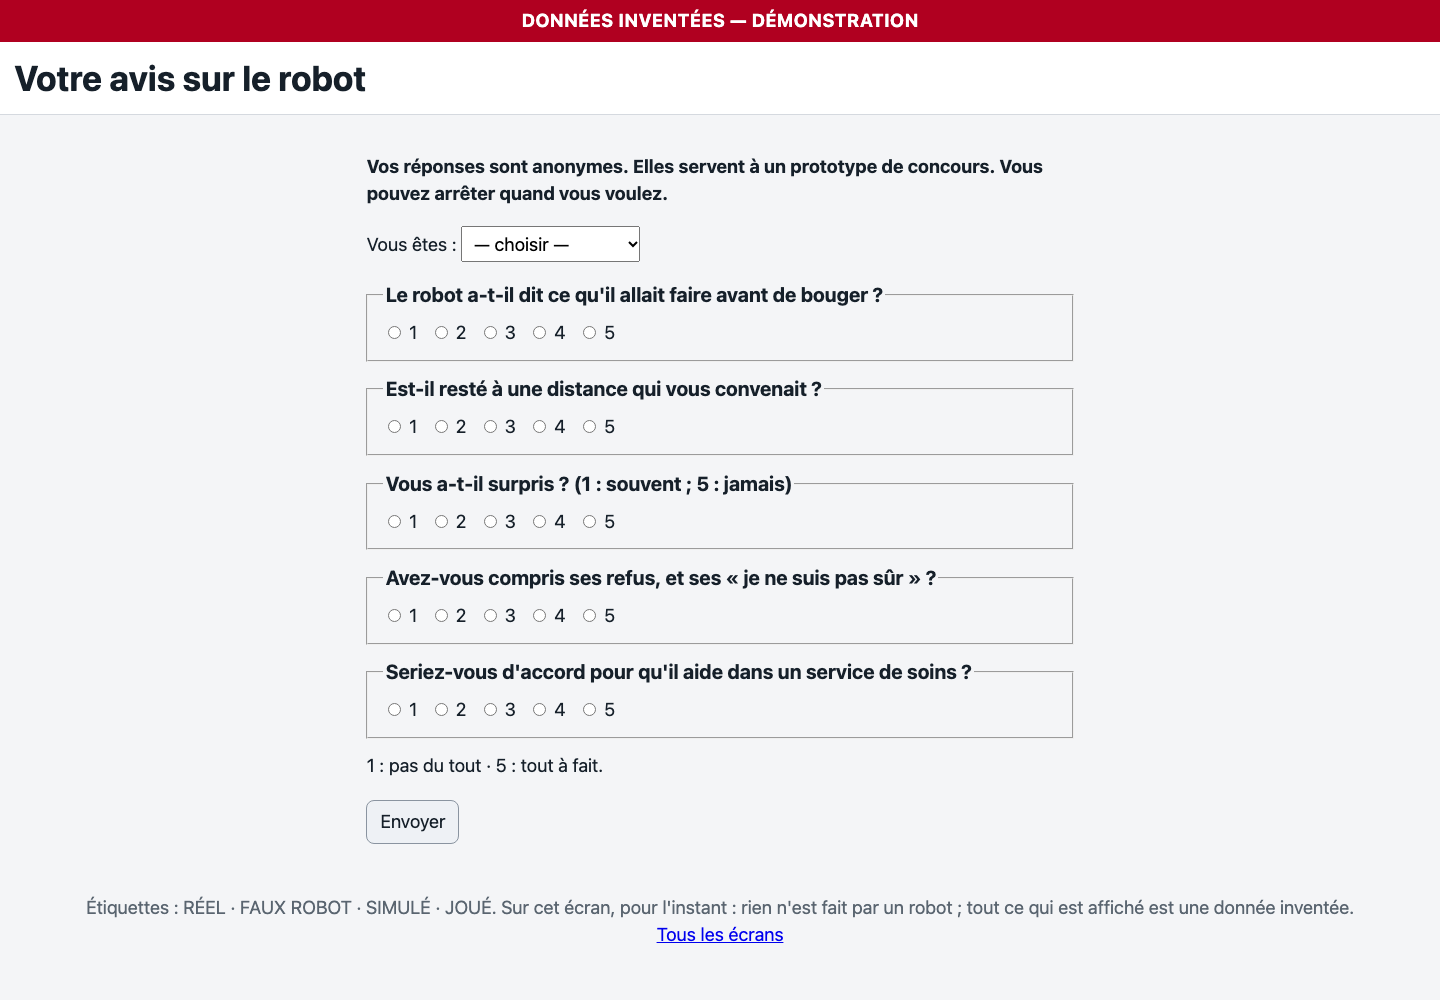 DONNÉES INVENTÉES — DÉMONSTRATION
Votre avis sur le robot
Vos réponses sont anonymes. Elles servent à un prototype de concours. Vous
pouvez arrêter quand vous voulez.
Vous êtes : — choisir —
Le robot a-t-il dit ce qu'il allait faire avant de bouger ?
1 2 3 4 5
Est-il resté à une distance qui vous convenait ?
1 2 3 4 5
Vous a-t-il surpris ? (1 : souvent ; 5 : jamais)
1 2 3 4 5
Avez-vous compris ses refus, et ses « je ne suis pas sûr » ?
1 2 3 4 5
Seriez-vous d'accord pour qu'il aide dans un service de soins ?
1 2 3 4 5
1 : pas du tout · 5 : tout à fait.
Envoyer
Étiquettes : RÉEL · FAUX ROBOT · SIMULÉ · JOUÉ. Sur cet écran, pour l'instant : rien n'est fait par un robot ; tout ce qui est affiché est une donnée inventée.
Tous les écrans